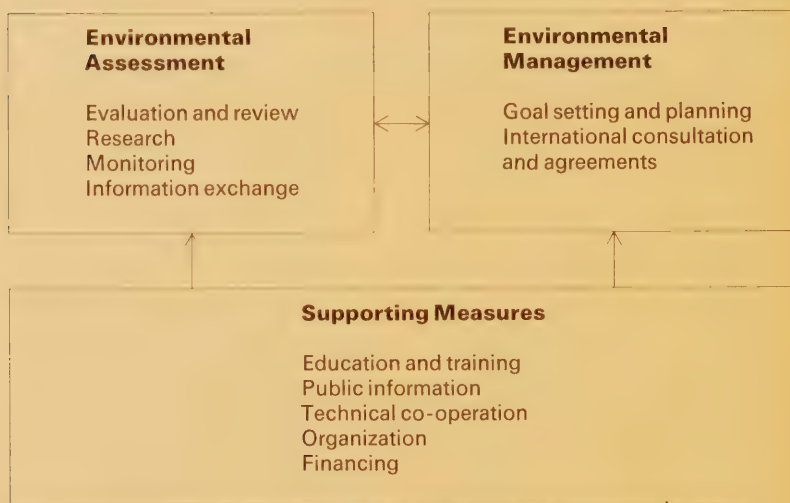 Environmental
Assessment
Evaluation and review
Research
Monitoring
Information exchange
Environmental
Management
Goal setting and planning
International consultation
and agreements
Supporting Measures
Education and training
Public information
Technical co-operation
Organization
Financing